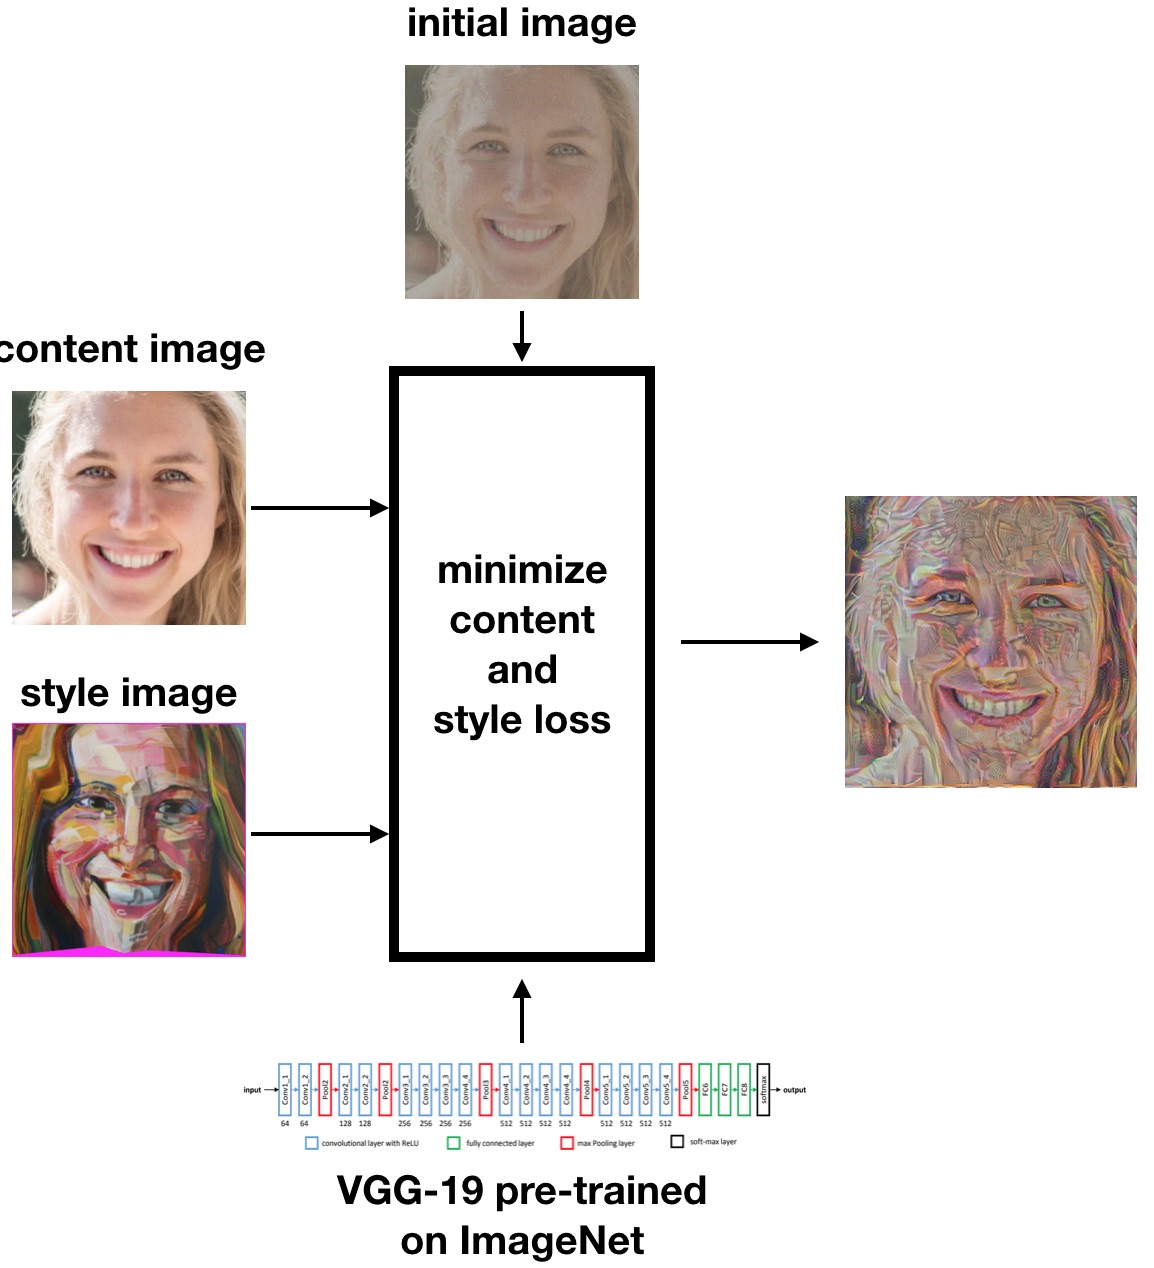 initial image
content image
style image
minimize
content
and
style loss
input
Conv1_1
Conv1_2
Pool2
Conv2_1
Conv2_2
Pool2
Conv3_1
Conv3_2
Conv3_3
Conv4_4
Pool3
Conv4_1
Conv4_2
Conv4_3
Conv4_4
Pool4
Conv5_1
Conv5_2
Conv5_3
Conv5_4
Pool5
FC6
FC7
FC8
softmax
output
64 64 128 128 256 256 256 256 512 512 512 512 512 512 512 512
convolutional layer with ReLU
fully connected layer
max Pooling layer
soft-max layer
VGG-19 pre-trained
on ImageNet